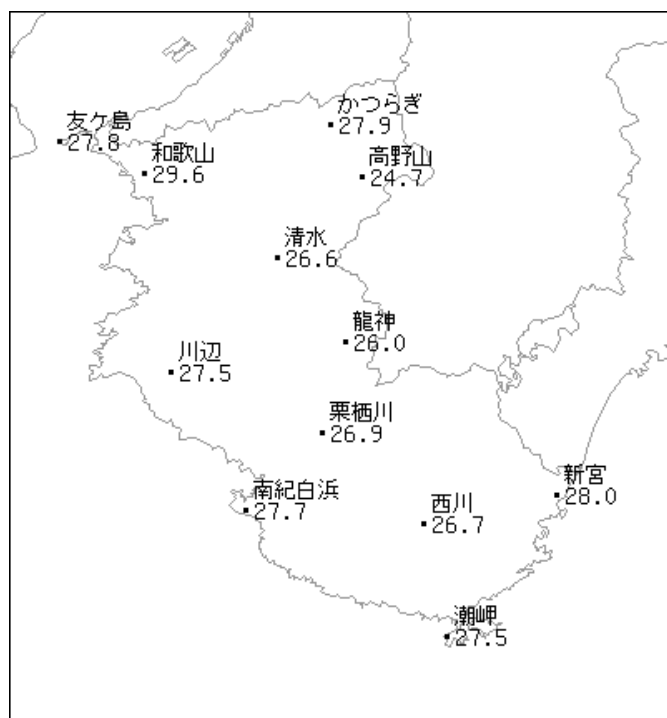 かつらぎ
27.9
友ケ島
27.8
和歌山
29.6
高野山
24.7
清水
26.6
龍神
26.0
川辺
27.5
栗栖川
26.9
新宮
28.0
南紀白浜
27.7
西川
26.7
潮岬
27.5